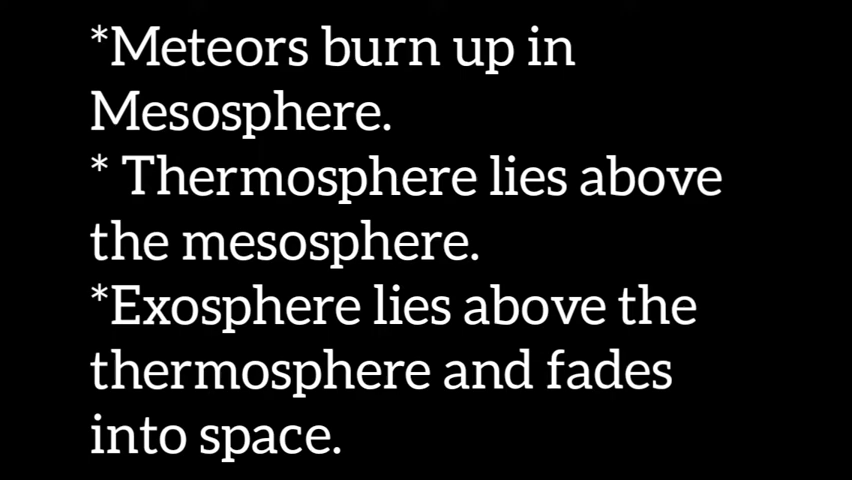 *Meteors burn up in
Mesosphere.
* Thermosphere lies above
the mesosphere.
*Exosphere lies above the
thermosphere and fades
into space.